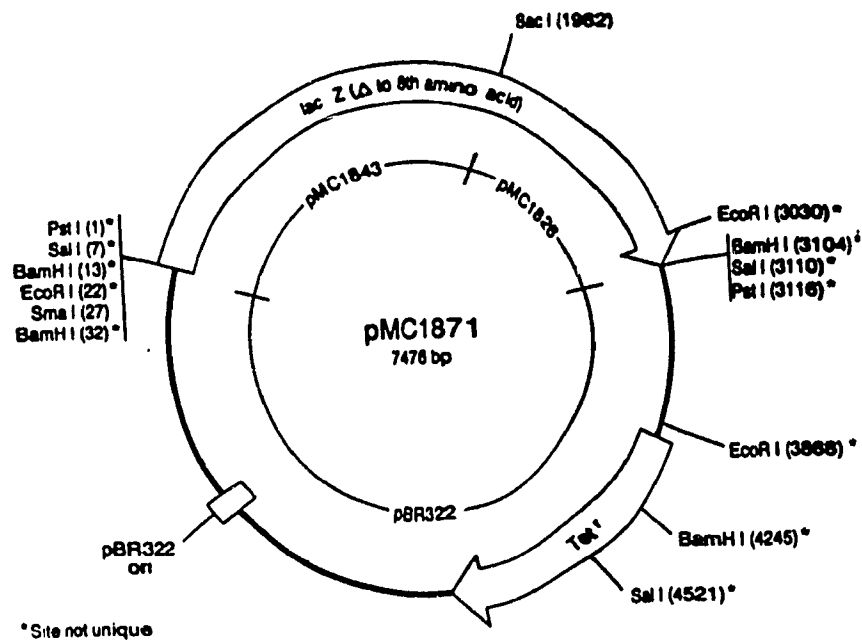 Sac I (1962)
lac Z (Δ to 8th amino acid)
pMC1843
pMC1826
Pst I (1)*
Sal I (7)*
BamH I (13)*
EcoR I (22)*
Sma I (27)
BamH I (32)*
EcoR I (3030)*
BamH I (3104)*
Sal I (3110)*
Pst I (3116)*
pMC1871
7476 bp
EcoR I (3868)*
pBR322
Tet r
BamH I (4245)*
Sal I (4521)*
pBR322
ori
*Site not unique